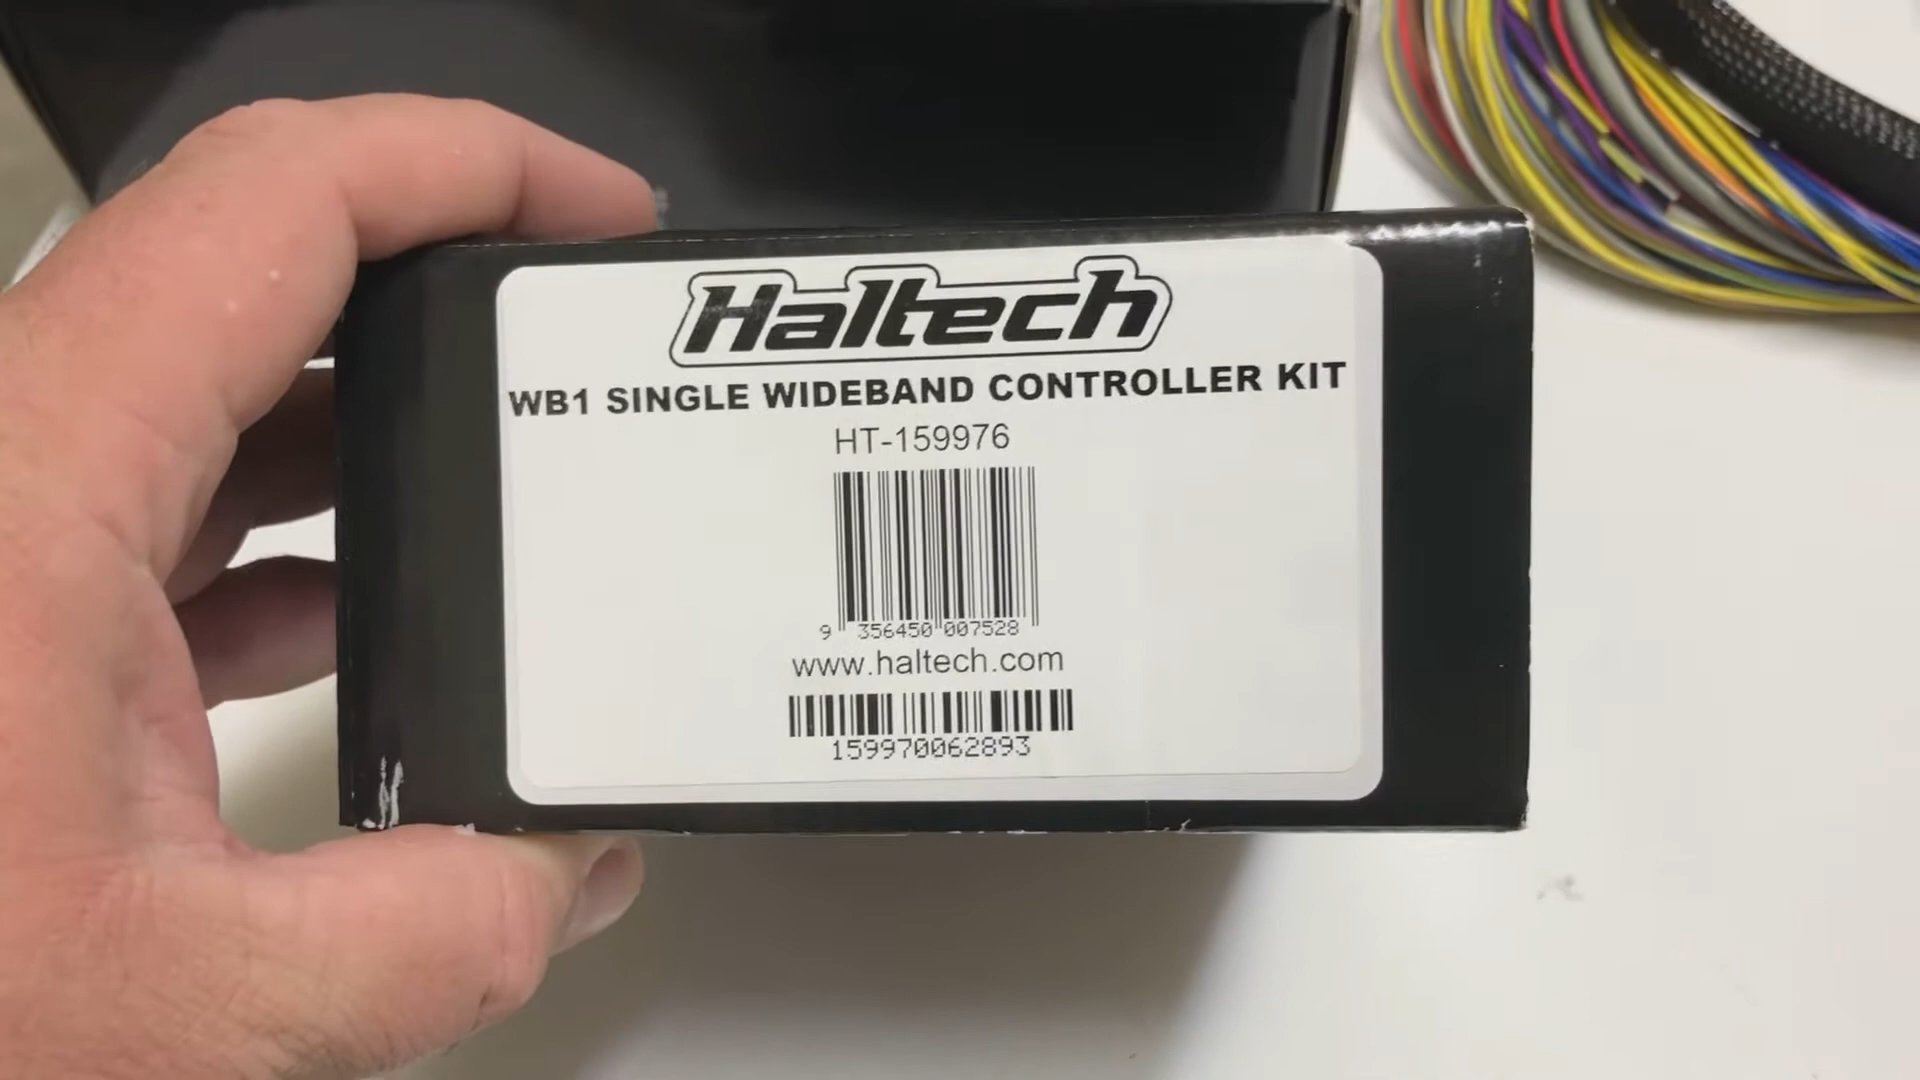 Haltech
WB1 SINGLE WIDEBAND CONTROLLER KIT
HT-159976
9 356450 007528
www.haltech.com
159970062893